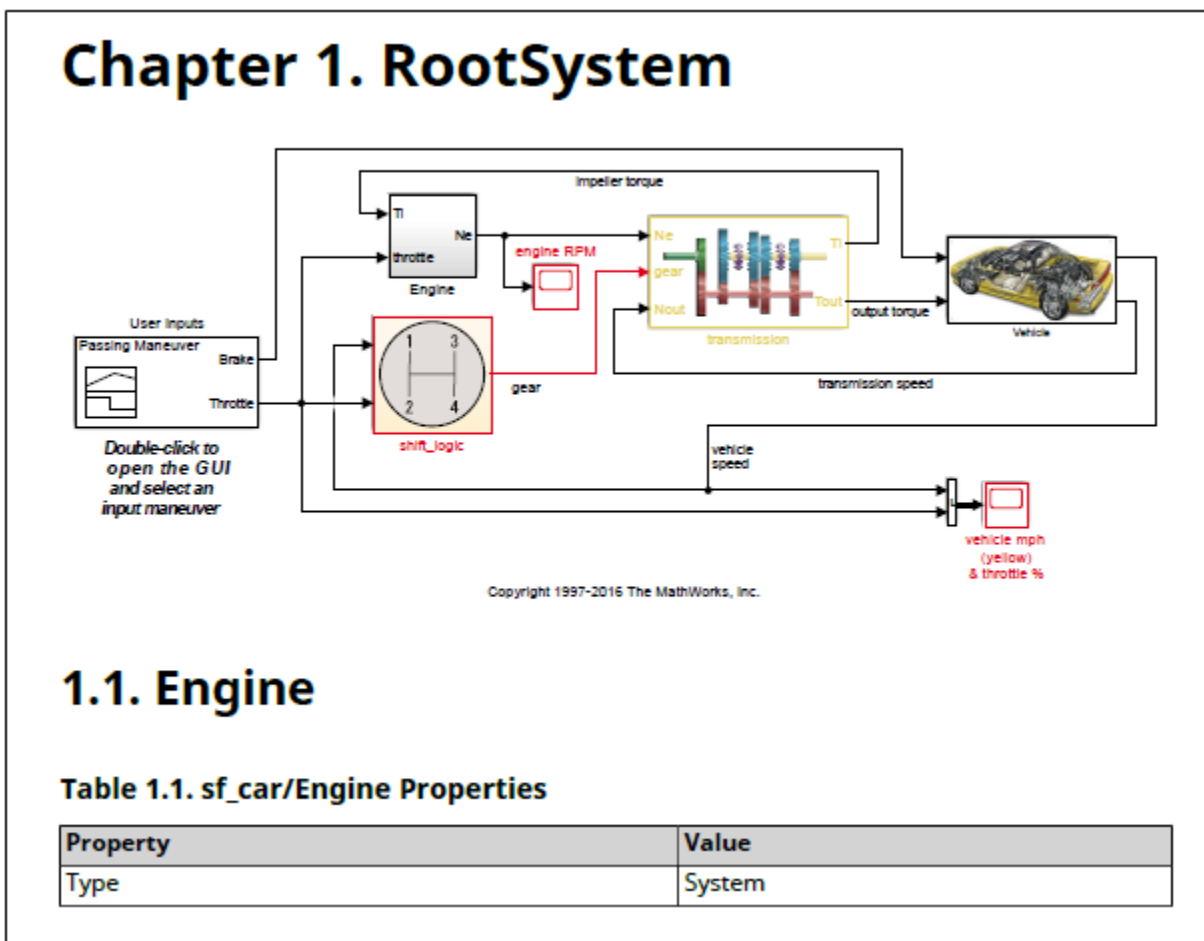 Chapter 1. RootSystem
impeller torque
Ti
Ne
throttle
Engine
engine RPM
Ne
gear
Nout
Ti
Tout
transmission
output torque
Vehicle
User Inputs
Passing Maneuver
Brake
Throttle
1 3
2 4
gear
shift_logic
transmission speed
Double-click to
open the GUI
and select an
input maneuver
vehicle
speed
vehicle mph
(yellow)
& throttle %
Copyright 1997-2016 The MathWorks, Inc.
1.1. Engine
Table 1.1. sf_car/Engine Properties
Property Value
Type System